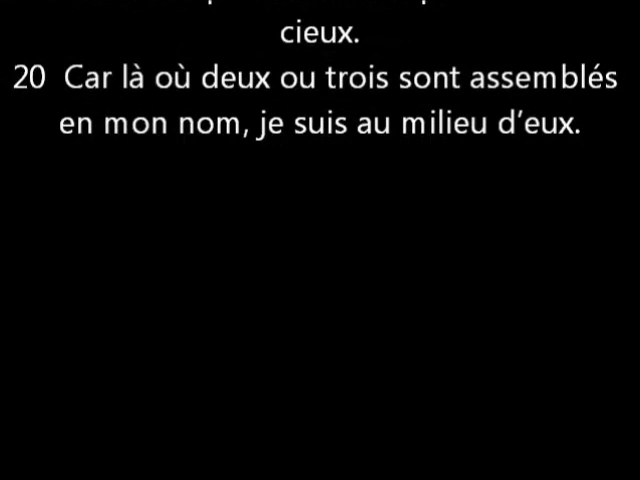 cieux.
20 Car là où deux ou trois sont assemblés
en mon nom, je suis au milieu d’eux.